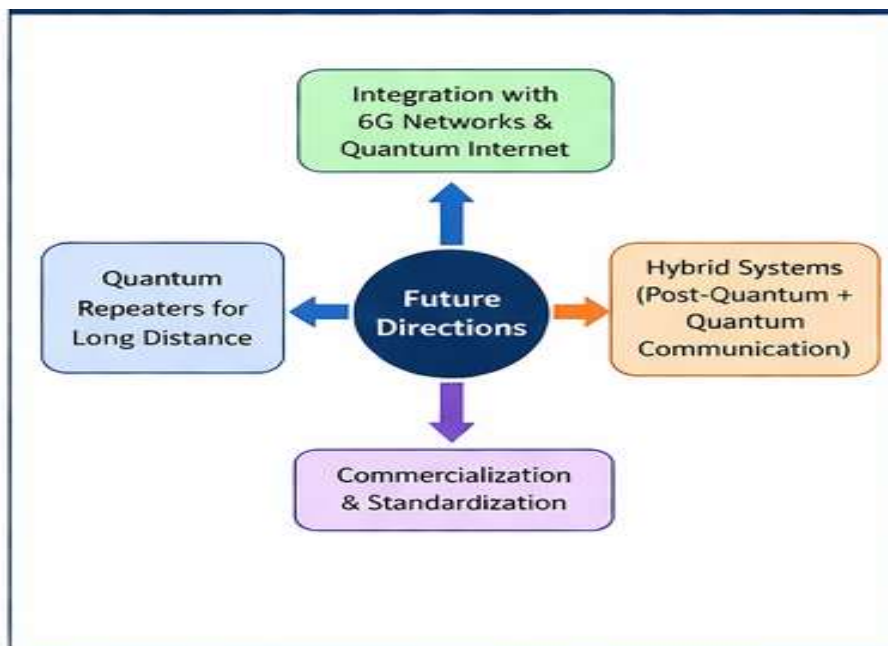 Integration with
6G Networks &
Quantum Internet
Quantum
Repeaters for
Long Distance
Future
Directions
Hybrid Systems
(Post-Quantum +
Quantum
Communication)
Commercialization
& Standardization